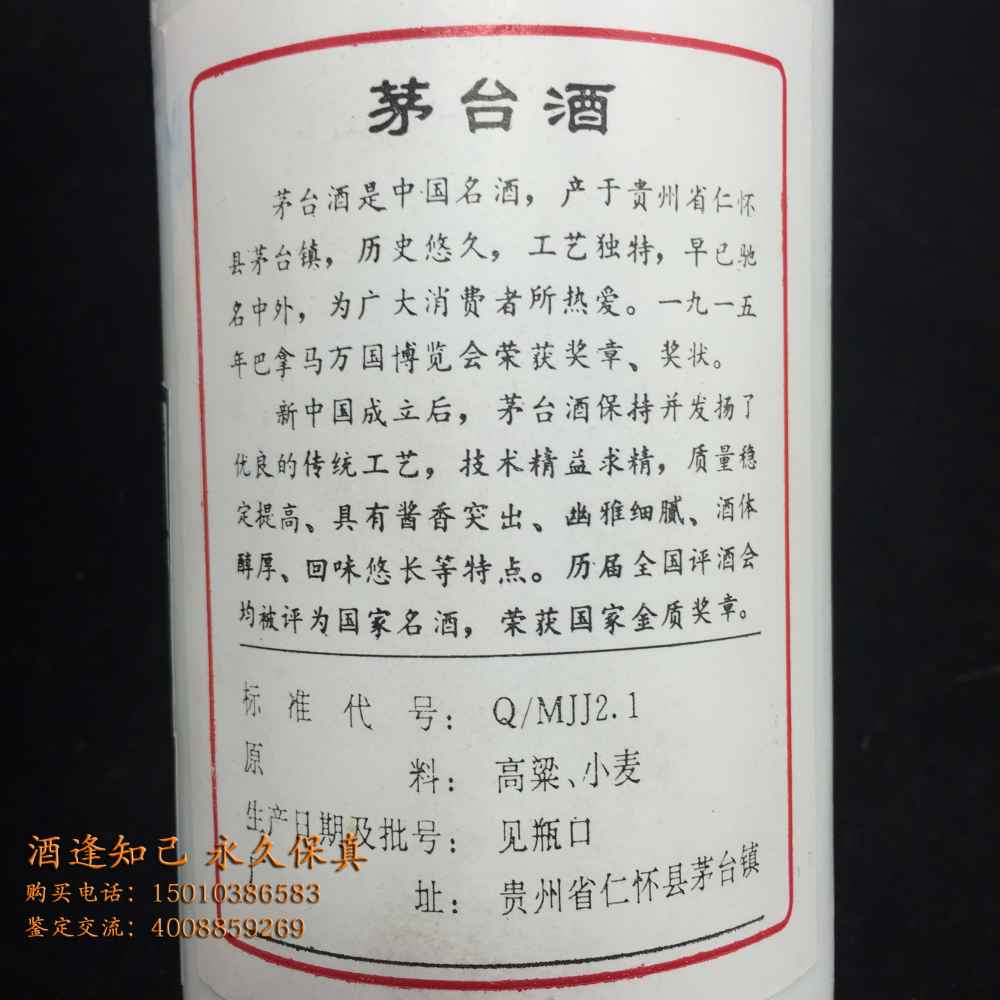 茅台酒
茅台酒是中国名酒，产于贵州省仁怀
县茅台镇，历史悠久，工艺独特，早已驰
名中外，为广大消费者所热爱。一九一五
年巴拿马万国博览会荣获奖章、奖状。
新中国成立后，茅台酒保持并发扬了
优良的传统工艺，技术精益求精，质量稳
定提高、具有酱香突出、幽雅细腻、酒体
醇厚、回味悠长等特点。历届全国评酒会
均被评为国家名酒，荣获国家金质奖章。
标准代号：Q/MJJ2.1
原料：高粱、小麦
生产日期及批号：见瓶口
址：贵州省仁怀县茅台镇
酒逢知己 永久保真
购买电话：15010386583
鉴定交流：4008859269